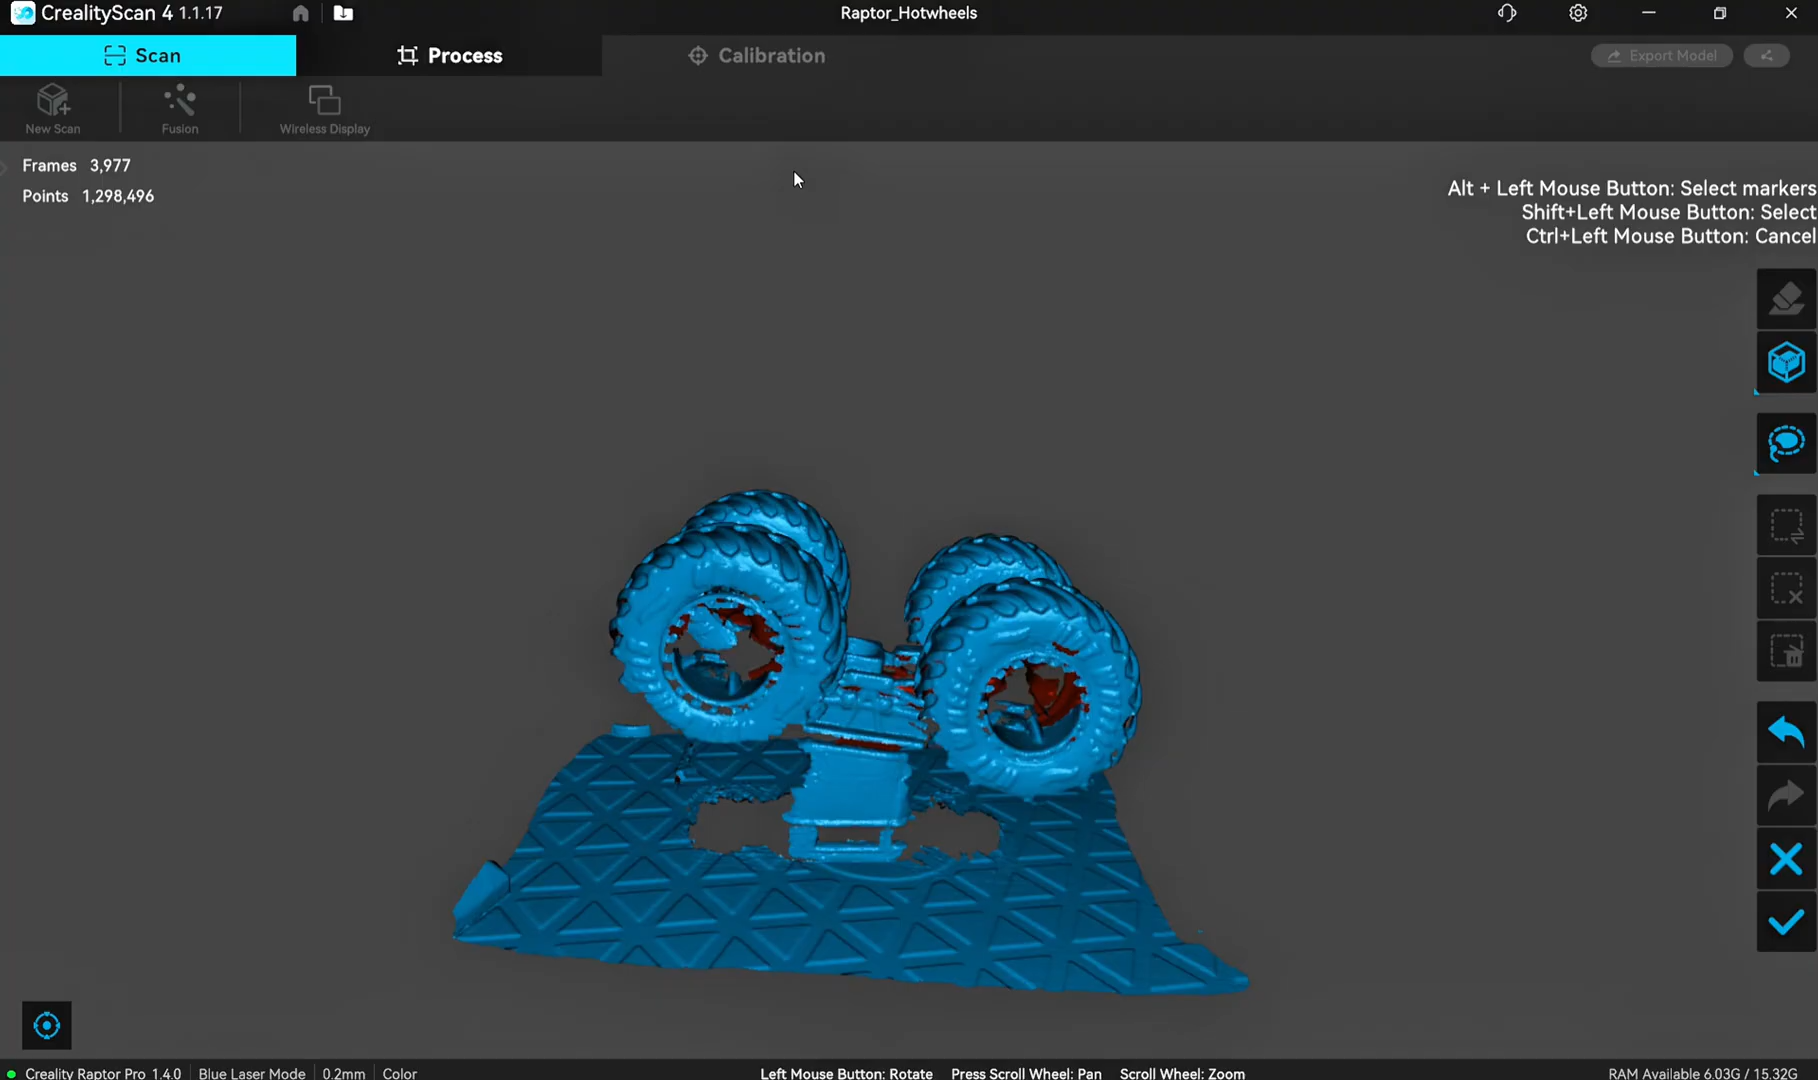 CrealityScan 4 1.1.17
Raptor_Hotwheels
Scan
Process
Calibration
Export Model
New Scan
Fusion
Wireless Display
Frames 3,977
Points 1,298,496
Alt + Left Mouse Button: Select markers
Shift+Left Mouse Button: Select
Ctrl+Left Mouse Button: Cancel
Creality Raptor Pro 1.4.0
Blue Laser Mode
0.2mm
Color
Left Mouse Button: Rotate Press Scroll Wheel: Pan Scroll Wheel: Zoom
RAM Available 6.03G / 15.32G